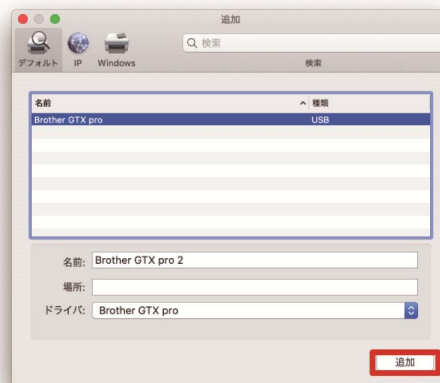 追加
検索
デフォルト IP Windows 検索
名前 種類
Brother GTX pro USB
名前: Brother GTX pro 2
場所:
ドライバ: Brother GTX pro
追加